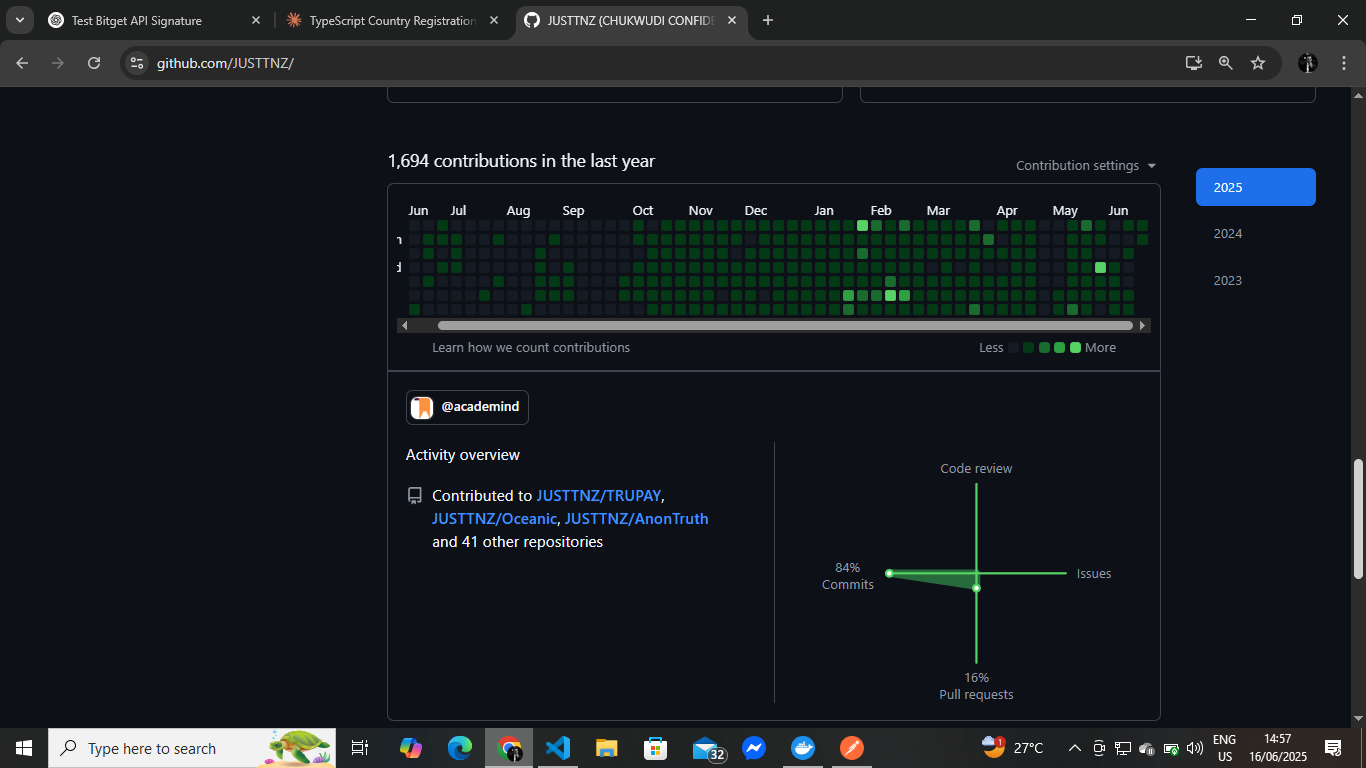 Test Bitget API Signature
TypeScript Country Registration
JUSTTNZ (CHUKWUDI CONFIDE
github.com/JUSTTNZ/
1,694 contributions in the last year
Contribution settings
2025
2024
2023
Jun Jul Aug Sep Oct Nov Dec Jan Feb Mar Apr May Jun
Learn how we count contributions
Less More
@academind
Activity overview
Contributed to JUSTTNZ/TRUPAY,
JUSTTNZ/Oceanic, JUSTTNZ/AnonTruth
and 41 other repositories
Code review
84%
Commits
Issues
16%
Pull requests
Type here to search
32
1
27°C
ENG
US
14:57
16/06/2025